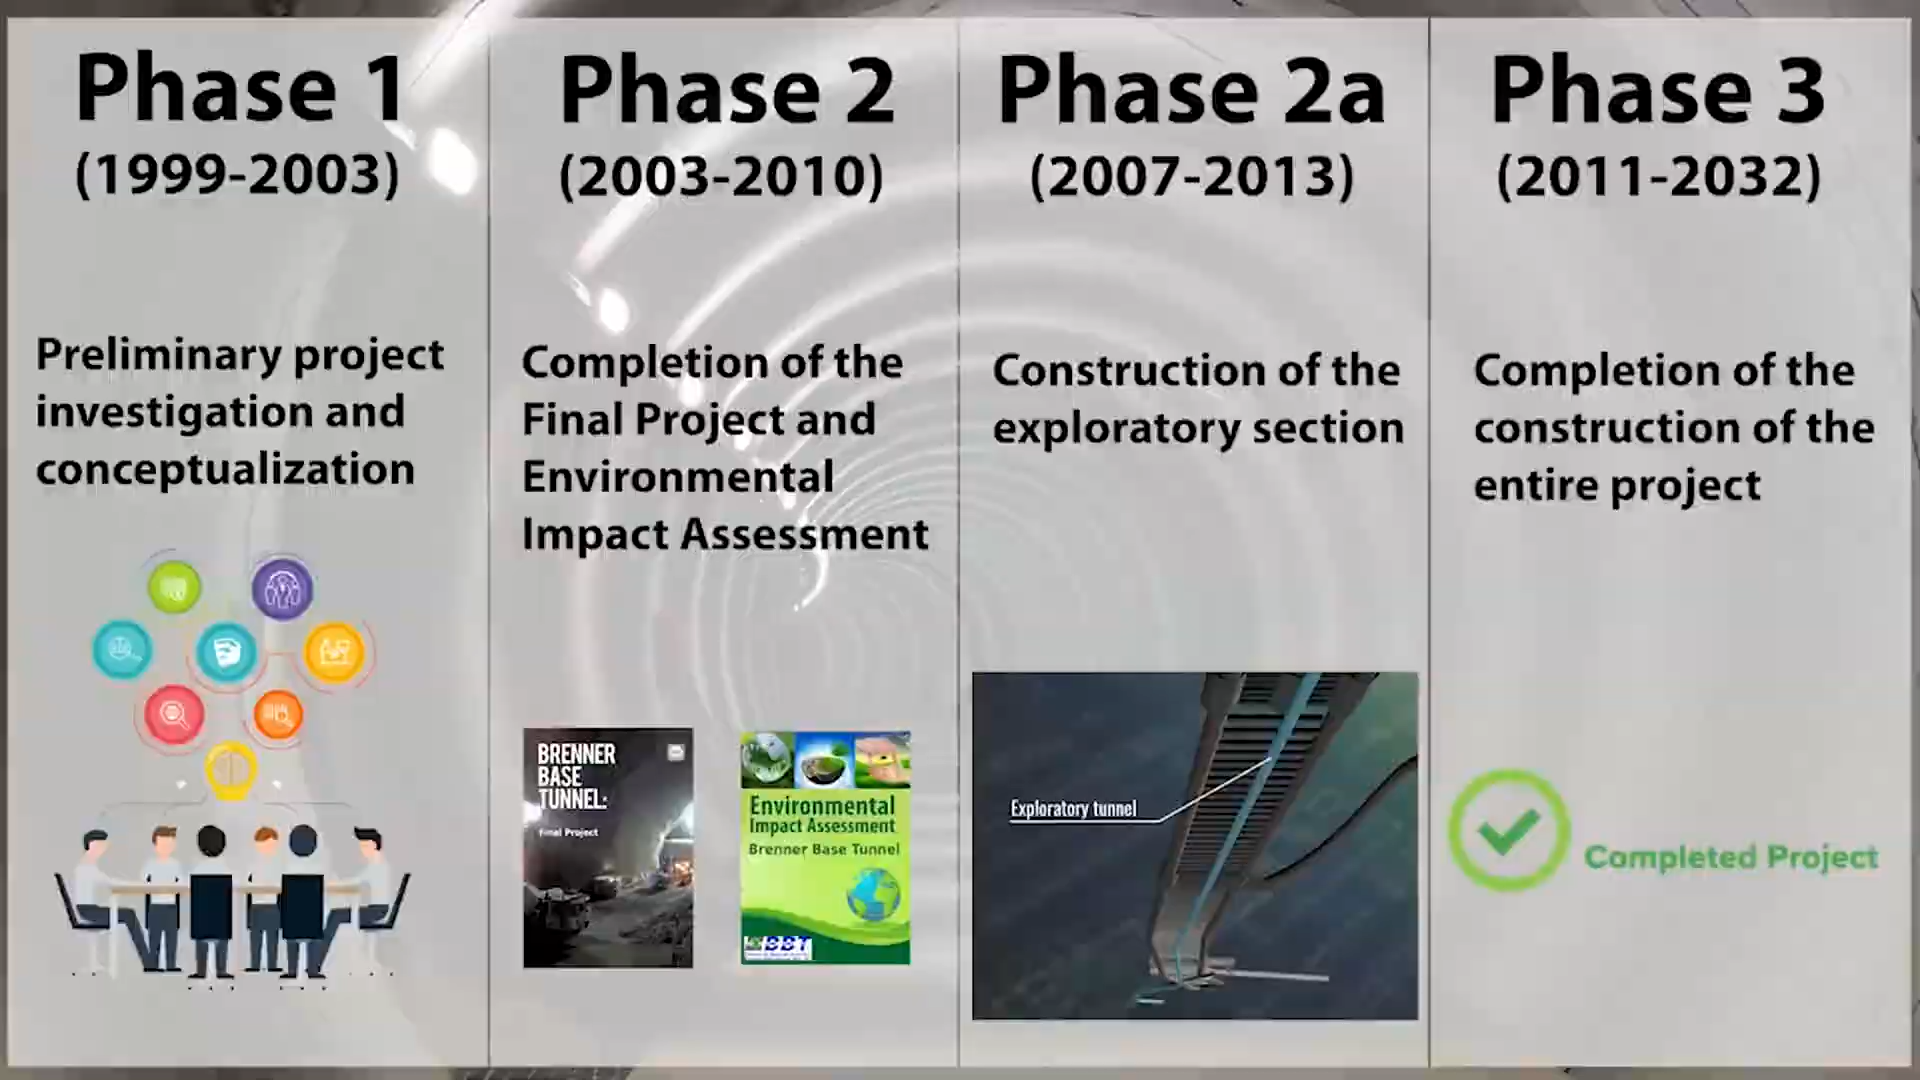 Phase 1
(1999-2003)
Preliminary project
investigation and
conceptualization
Phase 2
(2003-2010)
Completion of the
Final Project and
Environmental
Impact Assessment
BRENNER
BASE
TUNNEL:
Final Project
Environmental
Impact Assessment
Brenner Base Tunnel
Phase 2a
(2007-2013)
Construction of the
exploratory section
Exploratory tunnel
Phase 3
(2011-2032)
Completion of the
construction of the
entire project
Completed Project